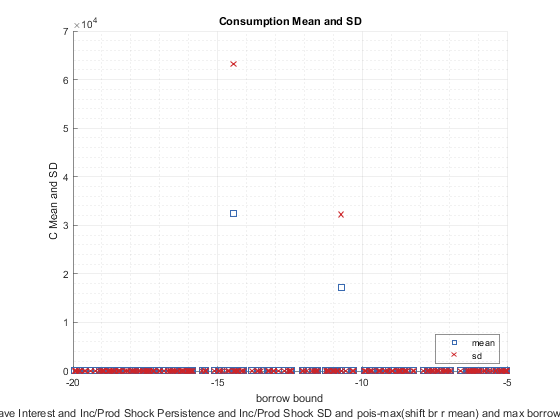 Consumption Mean and SD
×10⁴
7
6
5
4
3
2
1
0
C Mean and SD
mean
sd
-20 -15 -10 -5
borrow bound
ave Interest and Inc/Prod Shock Persistence and Inc/Prod Shock SD and pois-max(shift br r mean) and max borrow